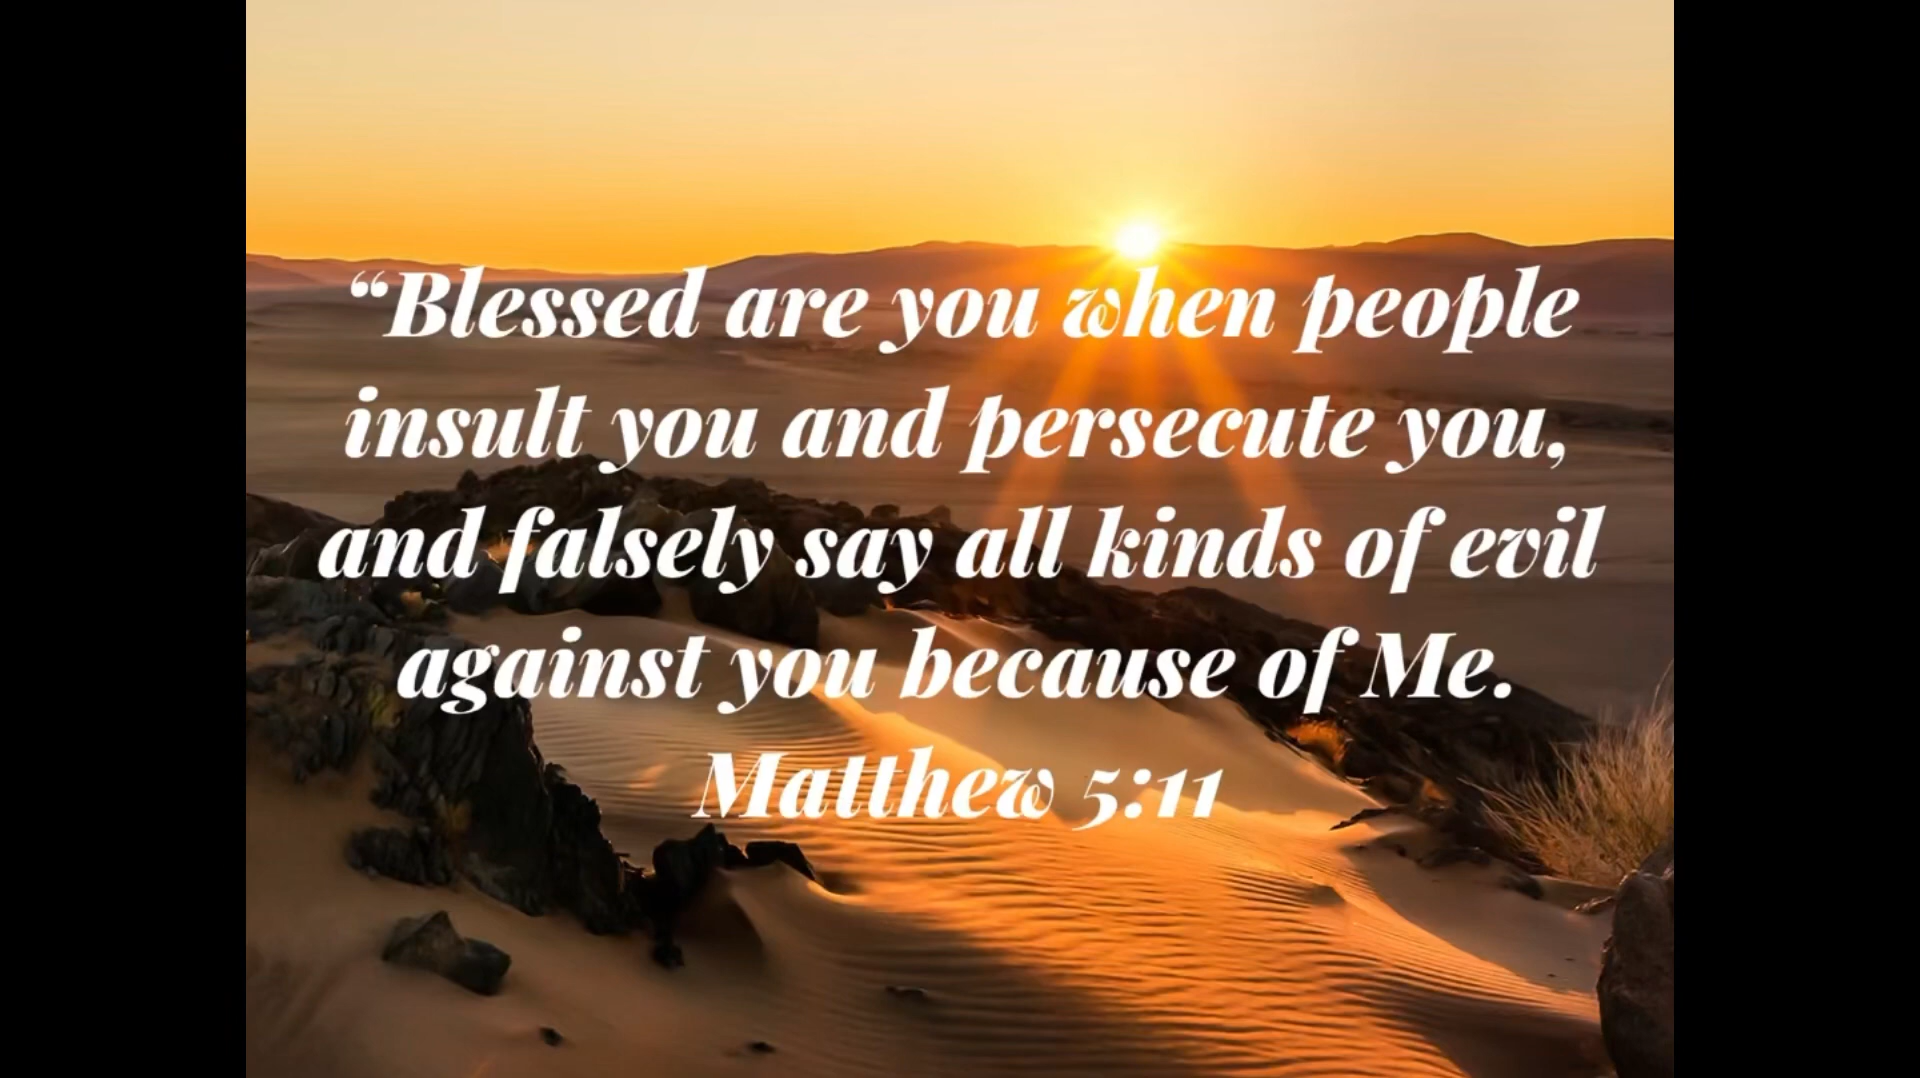 “Blessed are you when people
insult you and persecute you,
and falsely say all kinds of evil
against you because of Me.
Matthew 5:11